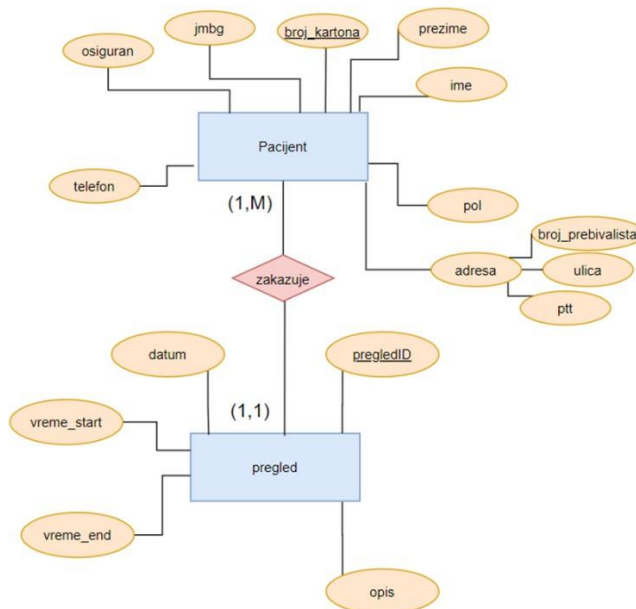 jmbg
broj_kartona
prezime
osiguran
ime
Pacijent
telefon
pol
(1,M)
broj_prebivalista
adresa
ulica
zakazuje
ptt
datum
pregledID
(1,1)
vreme_start
pregled
vreme_end
opis